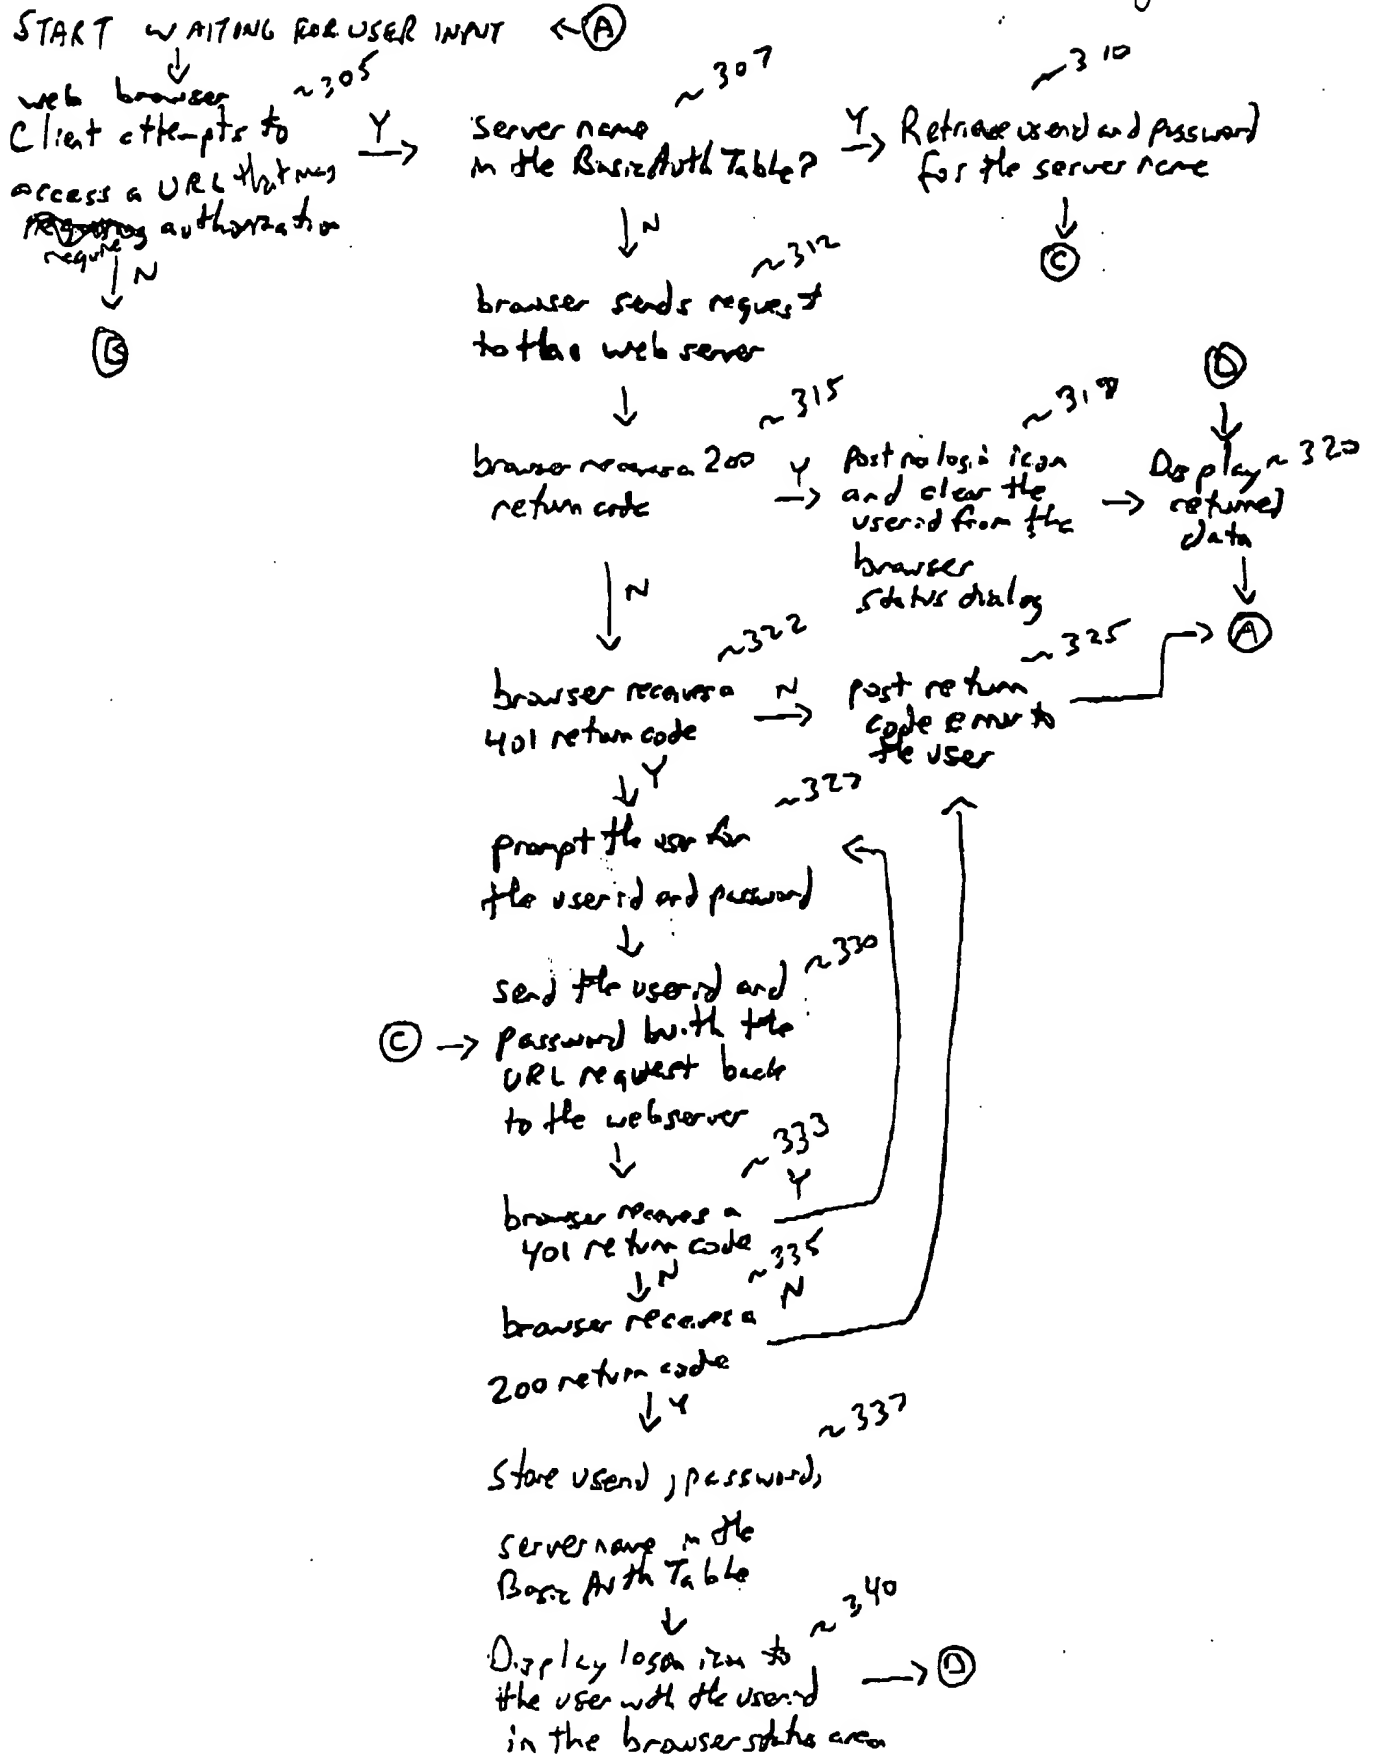 START WAITING FOR USER INPUT ← A
~305
web browser
Client attempts to
access a URL that may
require authorization
Y
N
B
~307
server name
in the Basic Auth Table?
Y
N
~310
Retrieve userid and password
for the server name
C
~312
browser sends request
to the web server
~315
browser receives a 200
return code
Y
N
~318
Post no login icon
and clear the
userid from the
browser
status dialog
D
Display ~320
returned
data
A
~322
browser receives a
401 return code
N
Y
~325
post return
code error to
the user
~327
prompt the user for
the userid and password
~330
send the userid and
C → password with the
URL request back
to the webserver
~333
Y
browser receives a
401 return code
N
~335
N
browser receives a
200 return code
Y
~337
Store userid, password,
servername in the
Basic Auth Table
~340
Display logon icon to
the user with the userid → D
in the browser status area